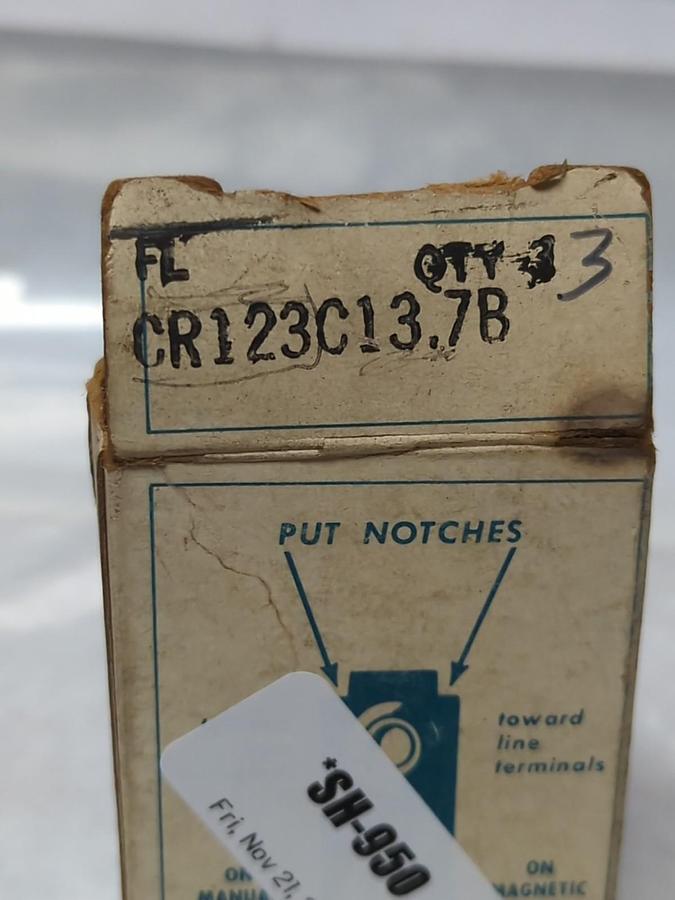 FL QTY 3 3
CR123C13.7B
PUT NOTCHES
toward
line
terminals
*SH-950
Fri, Nov 21,
ON
ON
MAGNETIC